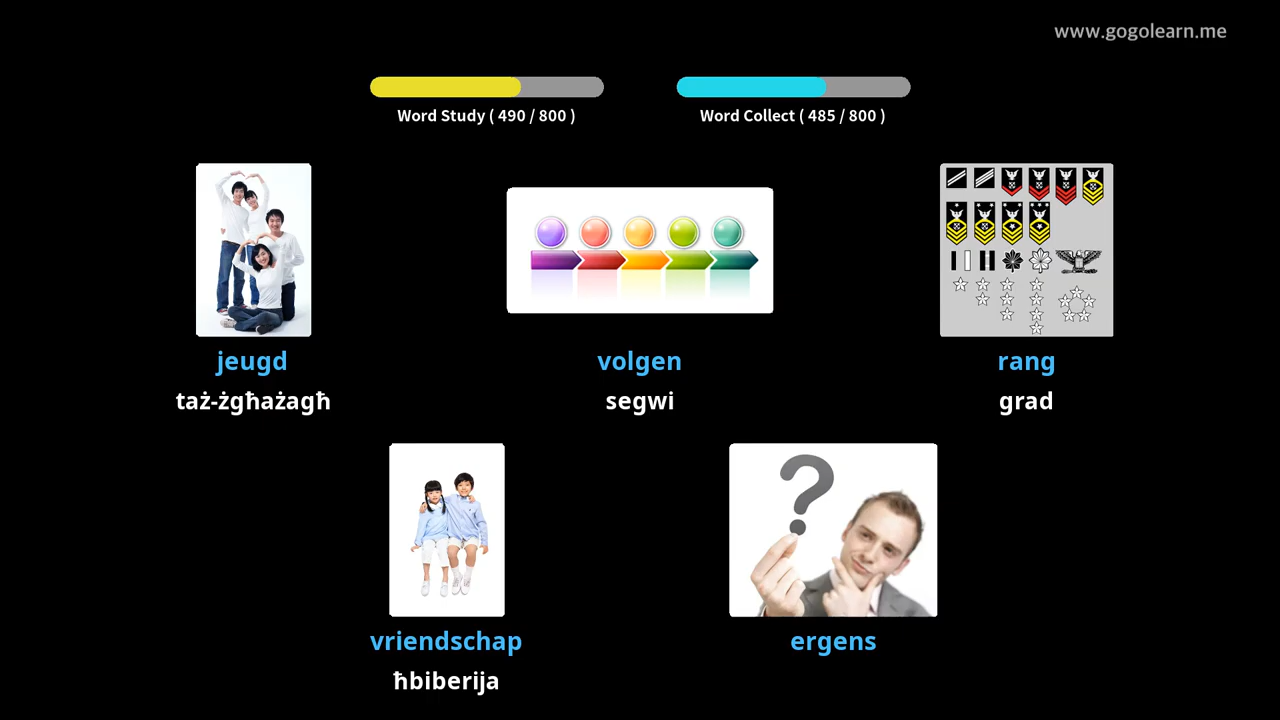 www.gogolearn.me
Word Study ( 490 / 800 )
Word Collect ( 485 / 800 )
jeugd
taż-żgħażagħ
volgen
segwi
rang
grad
vriendschap
ħbiberija
ergens